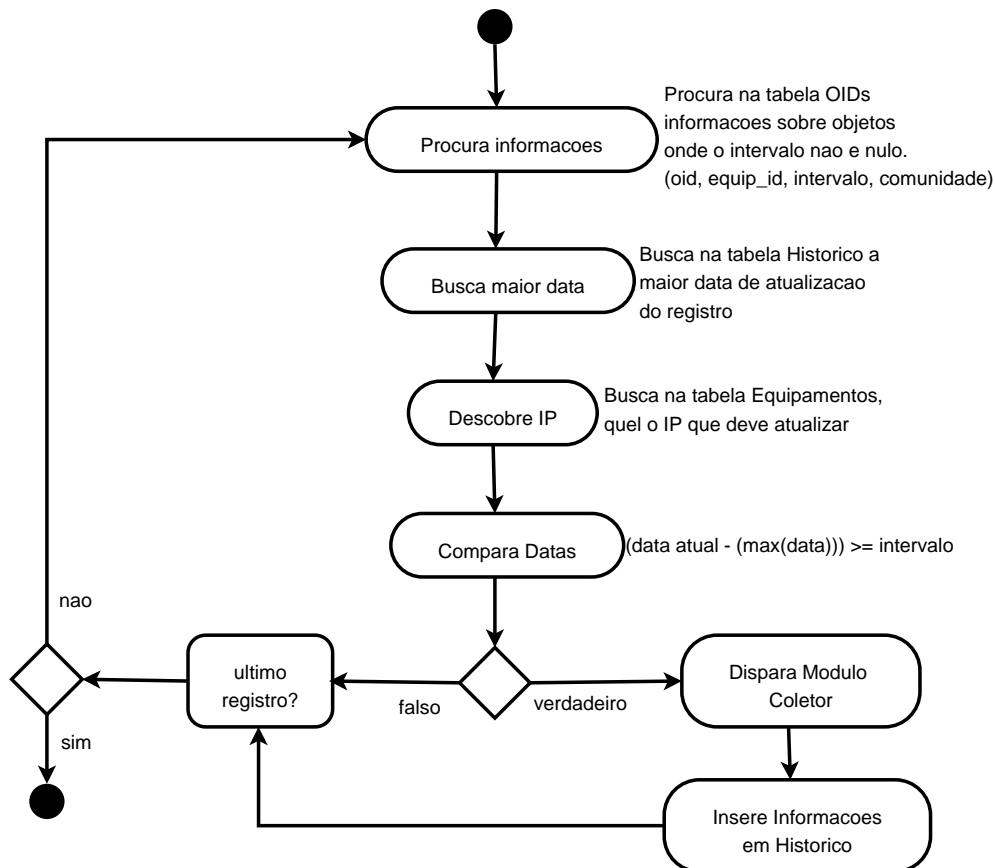 Procura informacoes
Procura na tabela OIDs
informacoes sobre objetos
onde o intervalo nao e nulo.
(oid, equip_id, intervalo, comunidade)
Busca maior data
Busca na tabela Historico a
maior data de atualizacao
do registro
Descobre IP
Busca na tabela Equipamentos,
quel o IP que deve atualizar
Compara Datas
(data atual - (max(data))) >= intervalo
nao
ultimo
registro?
falso
verdadeiro
Dispara Modulo
Coletor
sim
Insere Informacoes
em Historico